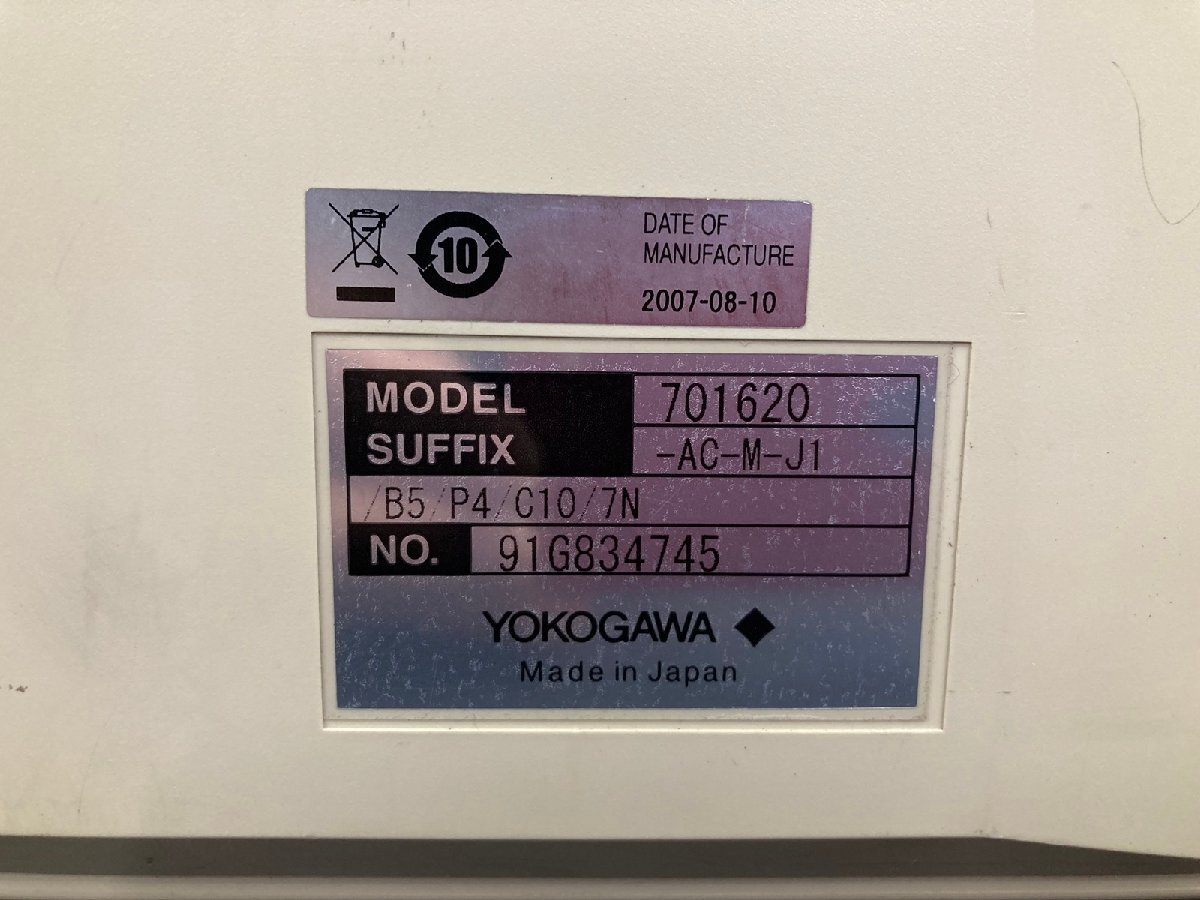 10
DATE OF
MANUFACTURE
2007-08-10
MODEL 701620
SUFFIX -AC-M-J1
/B5/P4/C10/7N
NO. 91G834745
YOKOGAWA
Made in Japan